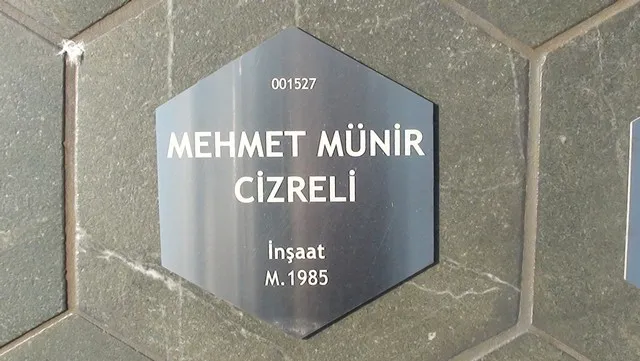 001527
MEHMET MÜNİR
CİZRELİ
İnşaat
M.1985